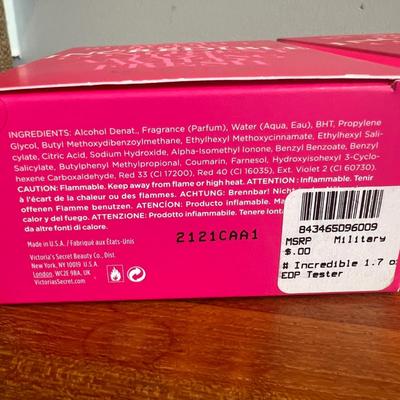 INGREDIENTS: Alcohol Denat., Fragrance (Parfum), Water (Aqua, Eau), BHT, Propylene
Glycol, Butyl Methoxydibenzoylmethane, Ethylhexyl Methoxycinnamate, Ethylhexyl Sali-
cylate, Citric Acid, Sodium Hydroxide, Alpha-Isomethyl Ionone, Benzyl Benzoate, Benzyl
Salicylate, Butylphenyl Methylpropional, Coumarin, Farnesol, Hydroxyisohexyl 3-Cyclo-
hexene Carboxaldehyde, Red 33 (CI 17200), Red 40 (CI 16035), Ext. Violet 2 (CI 60730).
CAUTION: Flammable. Keep away from flame or high heat. ATTENTION : Inflammable. Tenir
à l'écart de la chaleur ou des flammes. ACHTUNG: Brennbar! Nicht
offenen Flamme benutzen. ATENCIÓN: Producto inflamable. Mant
calor y del fuego. ATTENZIONE: Prodotto infiammabile. Tenere lont
da altre fonti di calore.
Made in U.S.A. / Fabriqué aux États-Unis
2121CAA1
Victoria's Secret Beauty Co., Dist.
New York, NY 10019 U.S.A.
London, WC2E 9BA, UK
VictoriasSecret.com
843465096009
MSRP Military
$.00
# Incredible 1.7 o
EDP Tester